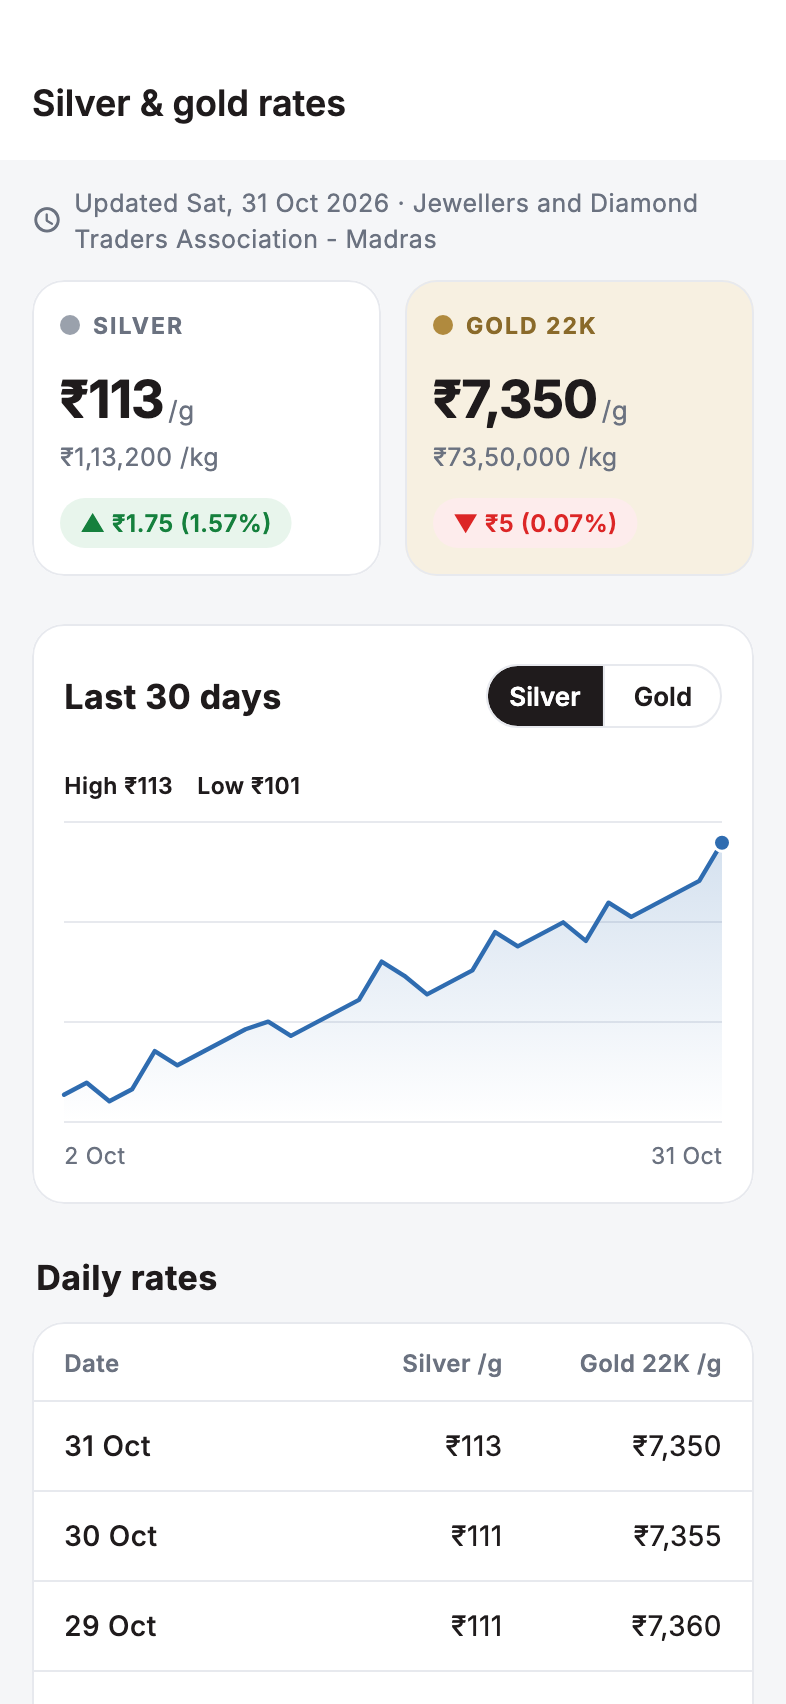 Silver & gold rates
Updated Sat, 31 Oct 2026 · Jewellers and Diamond
Traders Association - Madras
SILVER
₹113 /g
₹1,13,200 /kg
▲ ₹1.75 (1.57%)
GOLD 22K
₹7,350 /g
₹73,50,000 /kg
▼ ₹5 (0.07%)
Last 30 days
Silver Gold
High ₹113 Low ₹101
2 Oct 31 Oct
Daily rates
Date Silver /g Gold 22K /g
31 Oct ₹113 ₹7,350
30 Oct ₹111 ₹7,355
29 Oct ₹111 ₹7,360